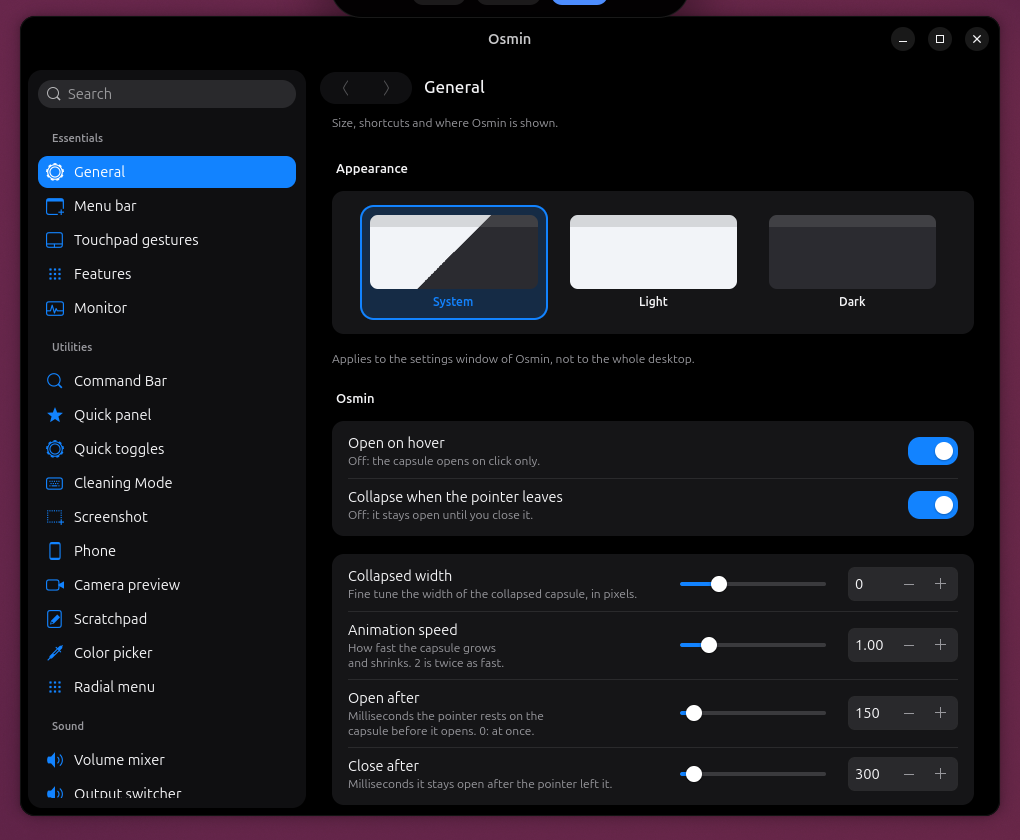 Osmin
Search
Essentials
General
Menu bar
Touchpad gestures
Features
Monitor
Utilities
Command Bar
Quick panel
Quick toggles
Cleaning Mode
Screenshot
Phone
Camera preview
Scratchpad
Color picker
Radial menu
Sound
Volume mixer
Output switcher
General
Size, shortcuts and where Osmin is shown.
Appearance
System
Light
Dark
Applies to the settings window of Osmin, not to the whole desktop.
Osmin
Open on hover
Off: the capsule opens on click only.
Collapse when the pointer leaves
Off: it stays open until you close it.
Collapsed width
Fine tune the width of the collapsed capsule, in pixels.
0
Animation speed
How fast the capsule grows
and shrinks. 2 is twice as fast.
1.00
Open after
Milliseconds the pointer rests on the
capsule before it opens. 0: at once.
150
Close after
Milliseconds it stays open after the pointer left it.
300